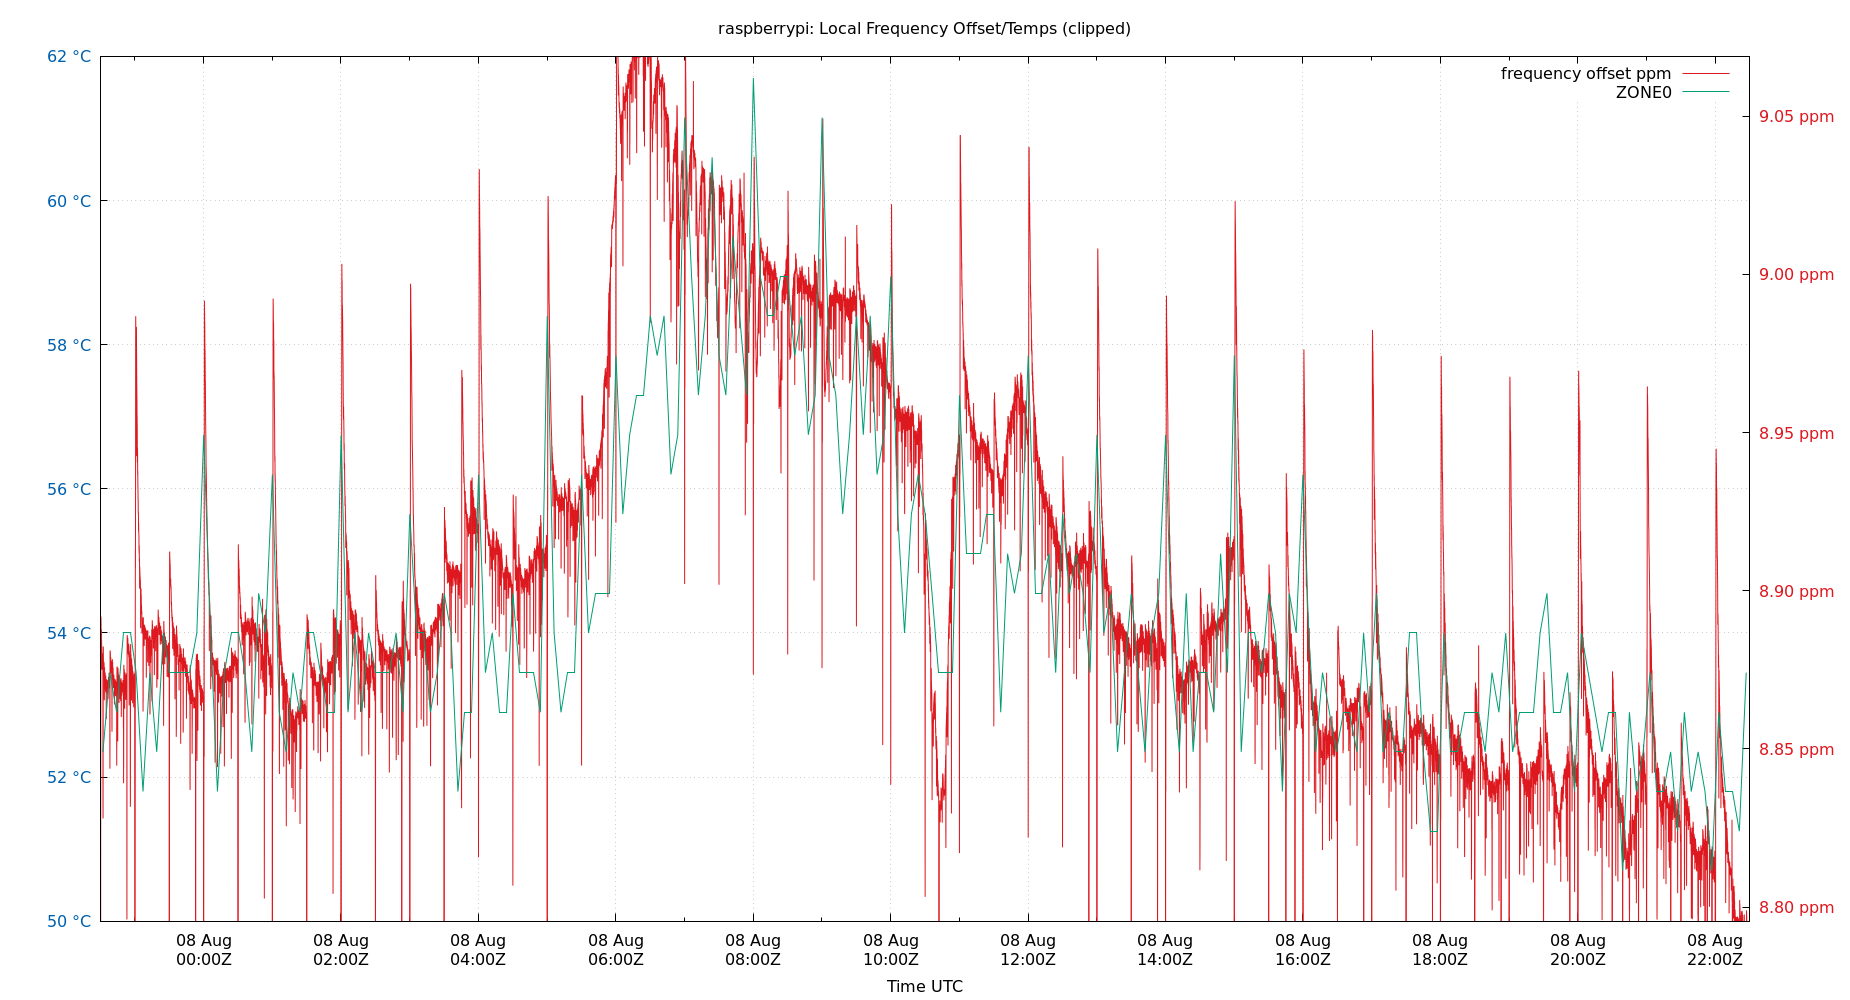 raspberrypi: Local Frequency Offset/Temps (clipped)
frequency offset ppm
ZONE0
62 °C
60 °C
58 °C
56 °C
54 °C
52 °C
50 °C
9.05 ppm
9.00 ppm
8.95 ppm
8.90 ppm
8.85 ppm
8.80 ppm
08 Aug 08 Aug 08 Aug 08 Aug 08 Aug 08 Aug 08 Aug 08 Aug 08 Aug 08 Aug 08 Aug 08 Aug
00:00Z 02:00Z 04:00Z 06:00Z 08:00Z 10:00Z 12:00Z 14:00Z 16:00Z 18:00Z 20:00Z 22:00Z
Time UTC